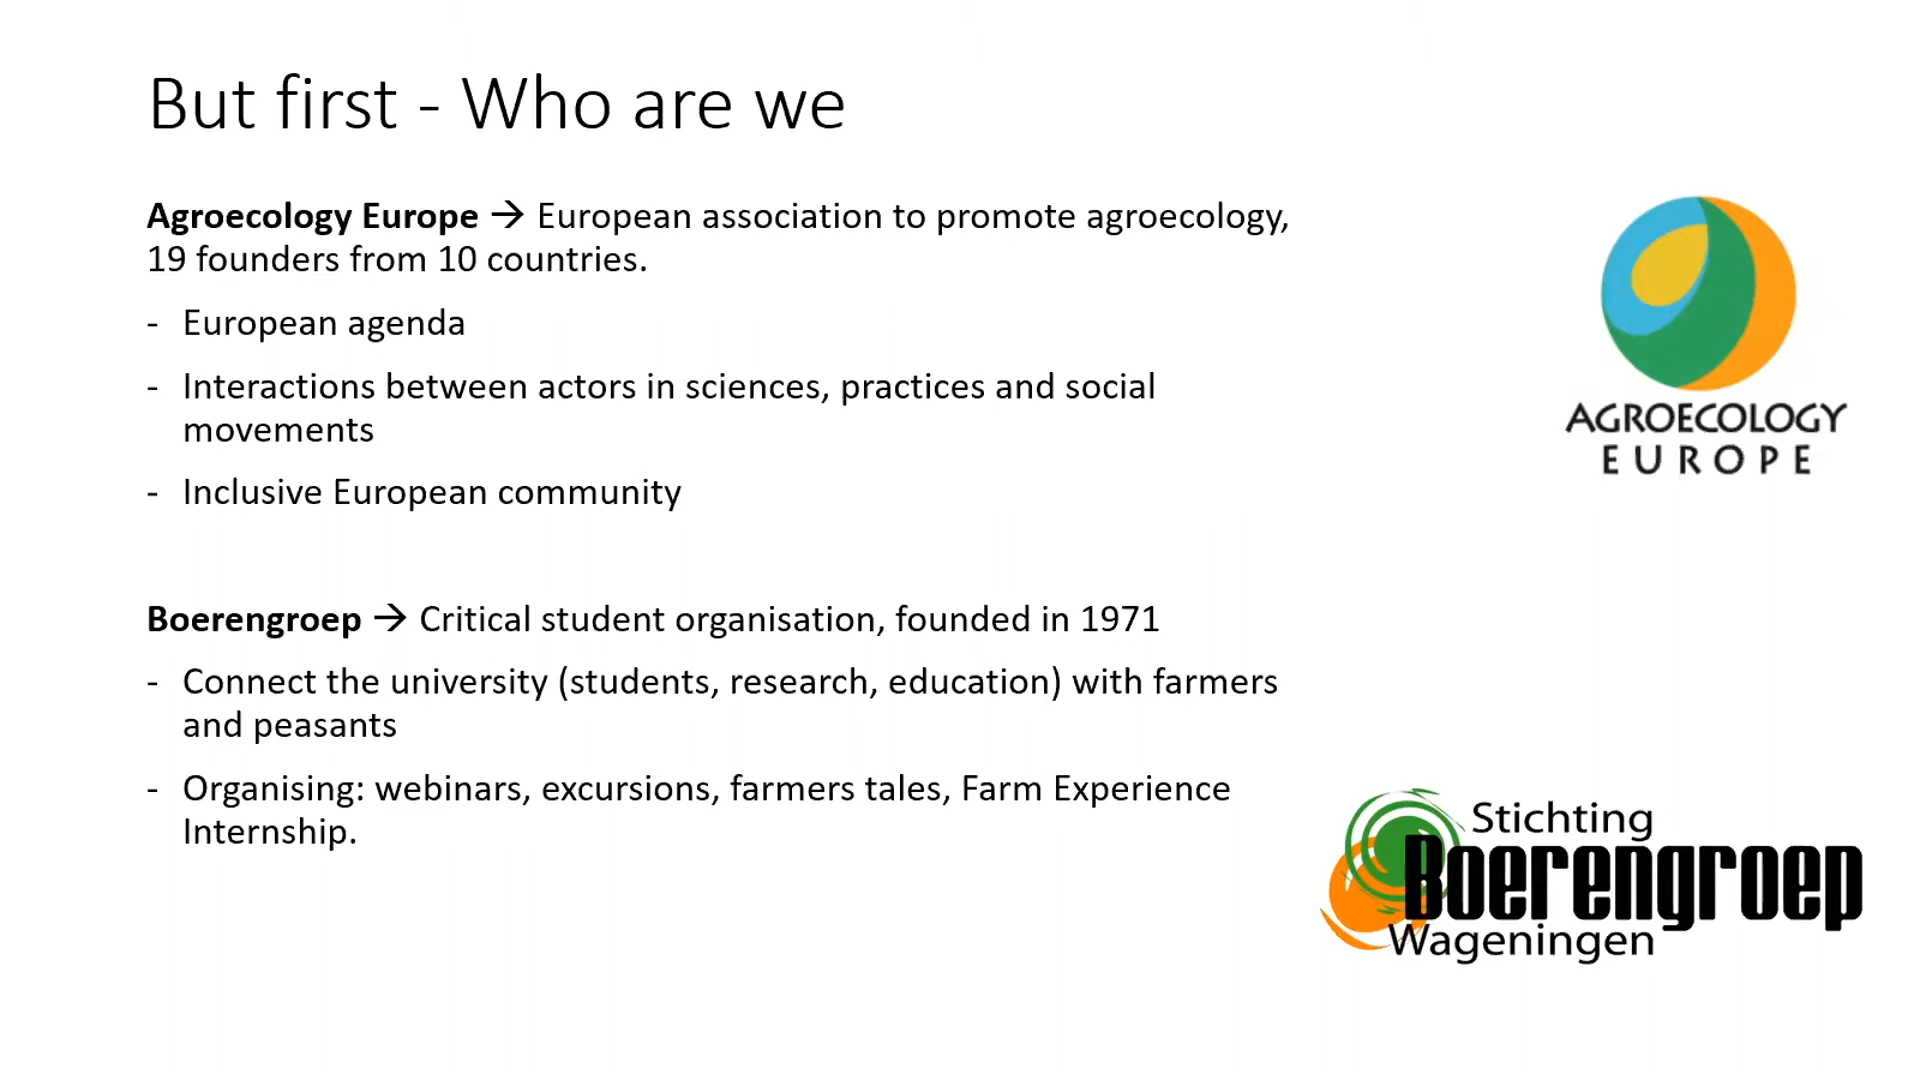 But first - Who are we
Agroecology Europe → European association to promote agroecology,
19 founders from 10 countries.
- European agenda
- Interactions between actors in sciences, practices and social
movements
- Inclusive European community
AGROECOLOGY
EUROPE
Boerengroep → Critical student organisation, founded in 1971
- Connect the university (students, research, education) with farmers
and peasants
- Organising: webinars, excursions, farmers tales, Farm Experience
Internship.
Stichting
Boerengroep
Wageningen